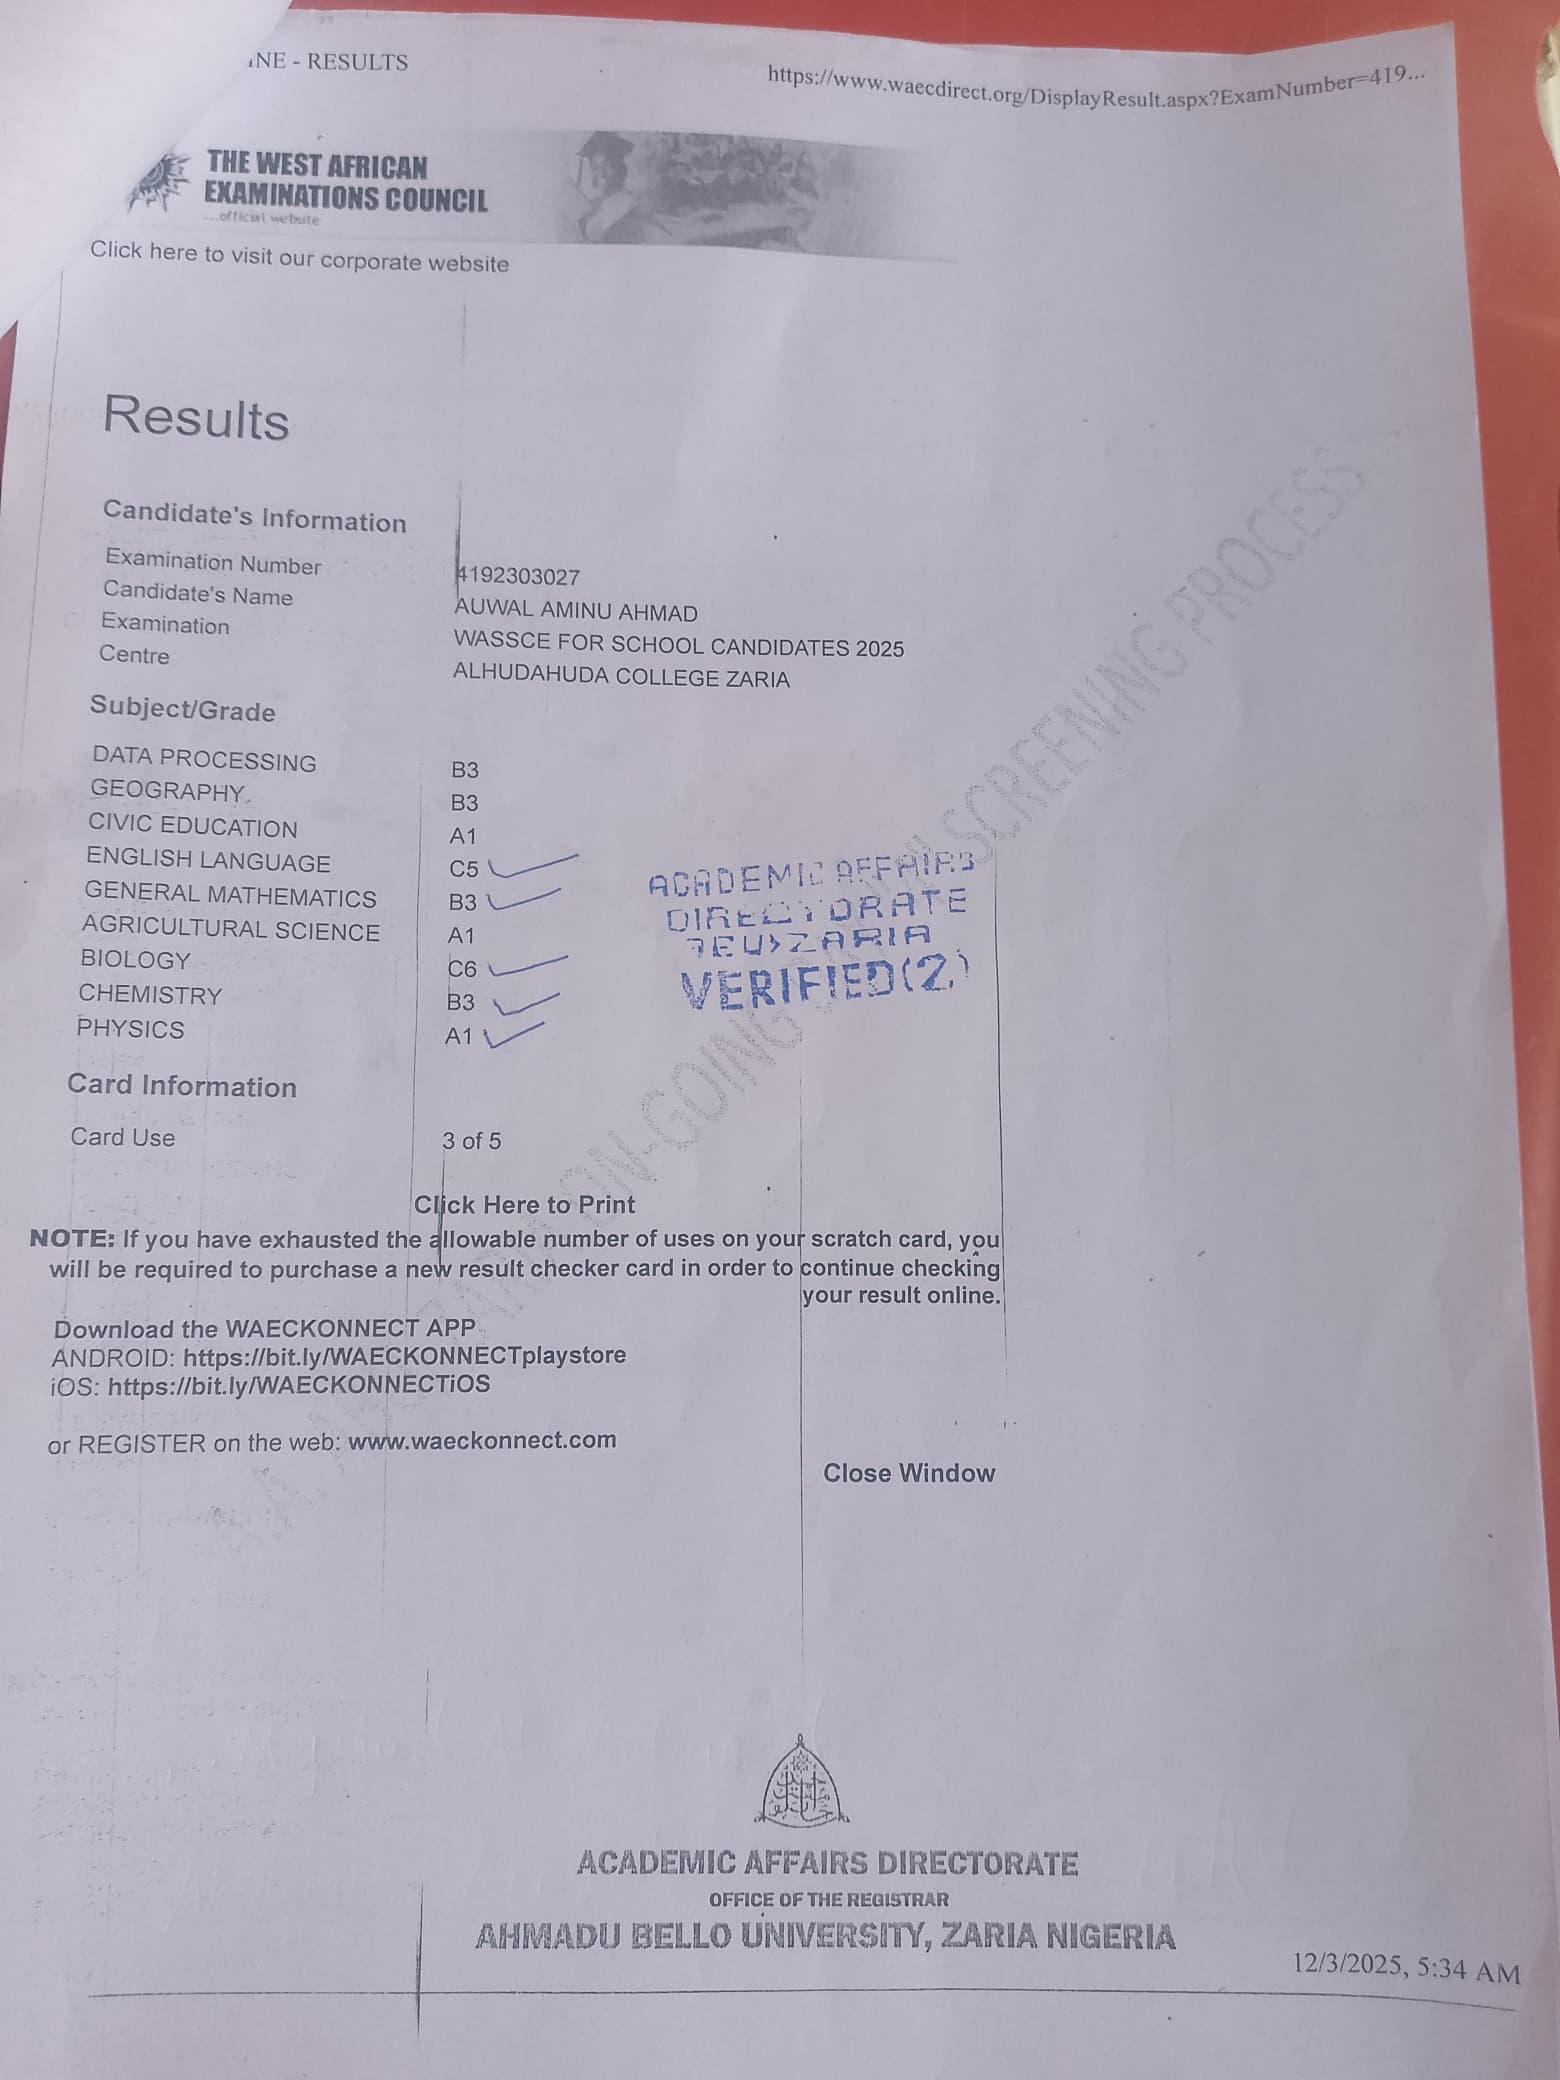 NE - RESULTS
https://www.waecdirect.org/DisplayResult.aspx?ExamNumber=419...
THE WEST AFRICAN
EXAMINATIONS COUNCIL
...official website
Click here to visit our corporate website
Results
Candidate's Information
Examination Number 4192303027
Candidate's Name AUWAL AMINU AHMAD
Examination WASSCE FOR SCHOOL CANDIDATES 2025
Centre ALHUDAHUDA COLLEGE ZARIA
Subject/Grade
DATA PROCESSING B3
GEOGRAPHY B3
CIVIC EDUCATION A1
ENGLISH LANGUAGE C5
GENERAL MATHEMATICS B3
AGRICULTURAL SCIENCE A1
BIOLOGY C6
CHEMISTRY B3
PHYSICS A1
ACADEMIC AFFAIRS
DIRECTORATE
ZARIA
VERIFIED(2)
ON-GOING SCREENING PROCESS
Card Information
Card Use 3 of 5
Click Here to Print
NOTE: If you have exhausted the allowable number of uses on your scratch card, you
will be required to purchase a new result checker card in order to continue checking
your result online.
Download the WAECKONNECT APP
ANDROID: https://bit.ly/WAECKONNECTplaystore
iOS: https://bit.ly/WAECKONNECTiOS
or REGISTER on the web: www.waeckonnect.com
Close Window
ACADEMIC AFFAIRS DIRECTORATE
OFFICE OF THE REGISTRAR
AHMADU BELLO UNIVERSITY, ZARIA NIGERIA
12/3/2025, 5:34 AM